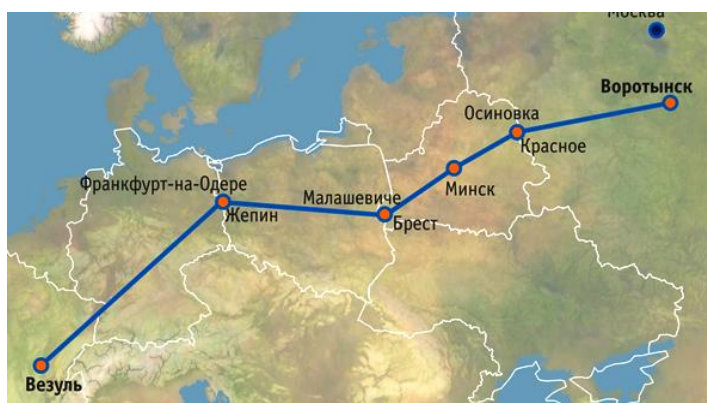 Москва
Воротынск
Осиновка
Красное
Минск
Франкфурт-на-Одере
Малашевиче
Жепин
Брест
Везуль